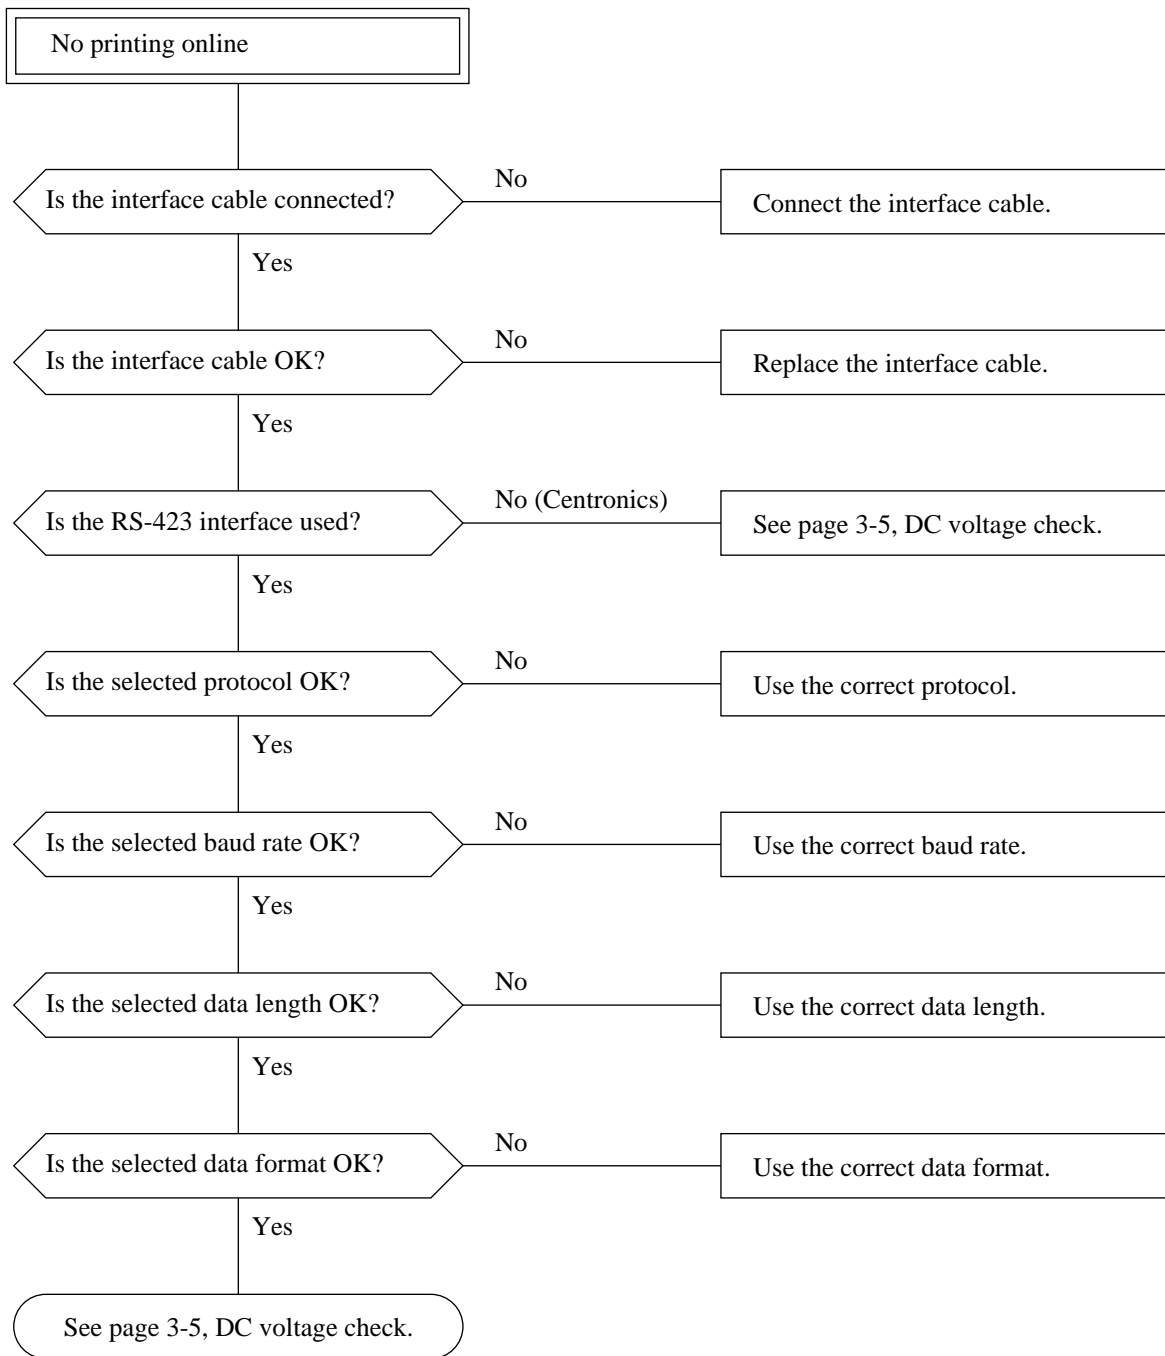 No printing online
Is the interface cable connected?
No
Connect the interface cable.
Yes
Is the interface cable OK?
No
Replace the interface cable.
Yes
Is the RS-423 interface used?
No (Centronics)
See page 3-5, DC voltage check.
Yes
Is the selected protocol OK?
No
Use the correct protocol.
Yes
Is the selected baud rate OK?
No
Use the correct baud rate.
Yes
Is the selected data length OK?
No
Use the correct data length.
Yes
Is the selected data format OK?
No
Use the correct data format.
Yes
See page 3-5, DC voltage check.